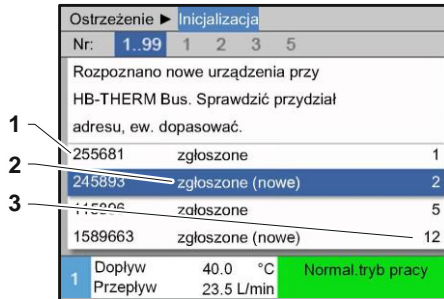 Ostrzeżenie ▶ Inicjalizacja
Nr: 1..99 1 2 3 5
Rozpoznano nowe urządzenia przy
HB-THERM Bus. Sprawdzić przydział
adresu, ew. dopasować.
1
255681 zgłoszone 1
2
245893 zgłoszone (nowe) 2
3
zgłoszone 5
1589663 zgłoszone (nowe) 12
1 Dopływ 40.0 °C Normal.tryb pracy
Przepływ 23.5 L/min